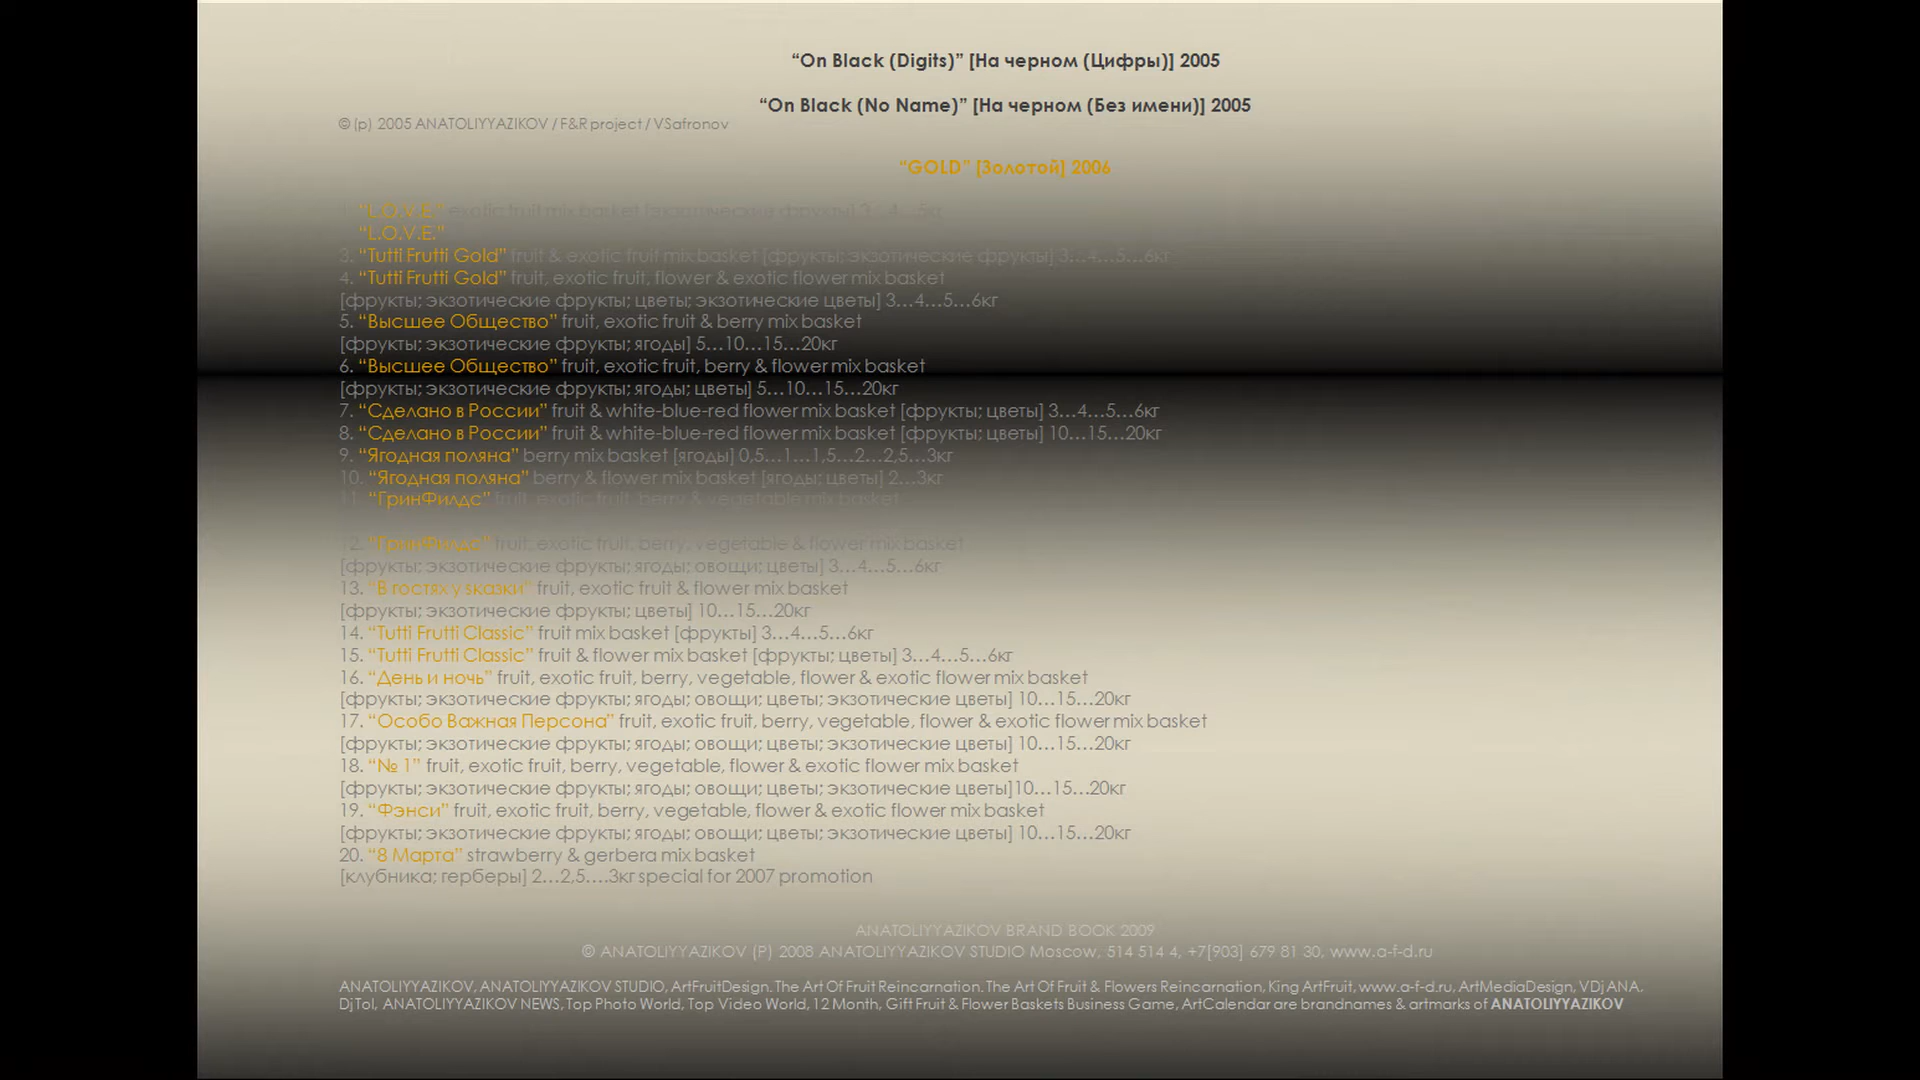 “On Black (Digits)” [На черном (Цифры)] 2005
“On Black (No Name)” [На черном (Без имени)] 2005
© (p) 2005 ANATOLIYYAZIKOV / F&R project / VSafronov
“GOLD” [Золотой] 2006
1. “L.O.V.E.” exotic fruit mix basket [экзотические фрукты] 3…4…5кг
“L.O.V.E.”
3. “Tutti Frutti Gold” fruit & exotic fruit mix basket [фрукты; экзотические фрукты] 3…4…5…6кг
4. “Tutti Frutti Gold” fruit, exotic fruit, flower & exotic flower mix basket
[фрукты; экзотические фрукты; цветы; экзотические цветы] 3…4…5…6кг
5. “Высшее Общество” fruit, exotic fruit & berry mix basket
[фрукты; экзотические фрукты; ягоды] 5…10…15…20кг
6. “Высшее Общество” fruit, exotic fruit, berry & flower mix basket
[фрукты; экзотические фрукты; ягоды; цветы] 5…10…15…20кг
7. “Сделано в России” fruit & white-blue-red flower mix basket [фрукты; цветы] 3…4…5…6кг
8. “Сделано в России” fruit & white-blue-red flower mix basket [фрукты; цветы] 10…15…20кг
9. “Ягодная поляна” berry mix basket [ягоды] 0,5…1…1,5…2…2,5…3кг
10. “Ягодная поляна” berry & flower mix basket [ягоды; цветы] 2…3кг
11. “ГринФилдс” fruit, exotic fruit, berry & vegetable mix basket
12. “ГринФилдс” fruit, exotic fruit, berry, vegetable & flower mix basket
[фрукты; экзотические фрукты; ягоды; овощи; цветы] 3…4…5…6кг
13. “В гостях у sказки” fruit, exotic fruit & flower mix basket
[фрукты; экзотические фрукты; цветы] 10…15…20кг
14. “Tutti Frutti Classic” fruit mix basket [фрукты] 3…4…5…6кг
15. “Tutti Frutti Classic” fruit & flower mix basket [фрукты; цветы] 3…4…5…6кг
16. “День и ночь” fruit, exotic fruit, berry, vegetable, flower & exotic flower mix basket
[фрукты; экзотические фрукты; ягоды; овощи; цветы; экзотические цветы] 10…15…20кг
17. “Особо Важная Персона” fruit, exotic fruit, berry, vegetable, flower & exotic flower mix basket
[фрукты; экзотические фрукты; ягоды; овощи; цветы; экзотические цветы] 10…15…20кг
18. “№ 1” fruit, exotic fruit, berry, vegetable, flower & exotic flower mix basket
[фрукты; экзотические фрукты; ягоды; овощи; цветы; экзотические цветы]10…15…20кг
19. “Фэнси” fruit, exotic fruit, berry, vegetable, flower & exotic flower mix basket
[фрукты; экзотические фрукты; ягоды; овощи; цветы; экзотические цветы] 10…15…20кг
20. “8 Марта” strawberry & gerbera mix basket
[клубника; герберы] 2…2,5….3кг special for 2007 promotion
ANATOLIYYAZIKOV BRAND BOOK 2009
© ANATOLIYYAZIKOV (P) 2008 ANATOLIYYAZIKOV STUDIO Moscow, 514 514 4, +7[903] 679 81 30, www.a-f-d.ru
ANATOLIYYAZIKOV, ANATOLIYYAZIKOV STUDIO, ArtFruitDesign. The Art Of Fruit Reincarnation. The Art Of Fruit & Flowers Reincarnation, King ArtFruit, www.a-f-d.ru, ArtMediaDesign, VDj ANA,
Dj Tol, ANATOLIYYAZIKOV NEWS, Top Photo World, Top Video World, 12 Month, Gift Fruit & Flower Baskets Business Game, ArtCalendar are brandnames & artmarks of ANATOLIYYAZIKOV